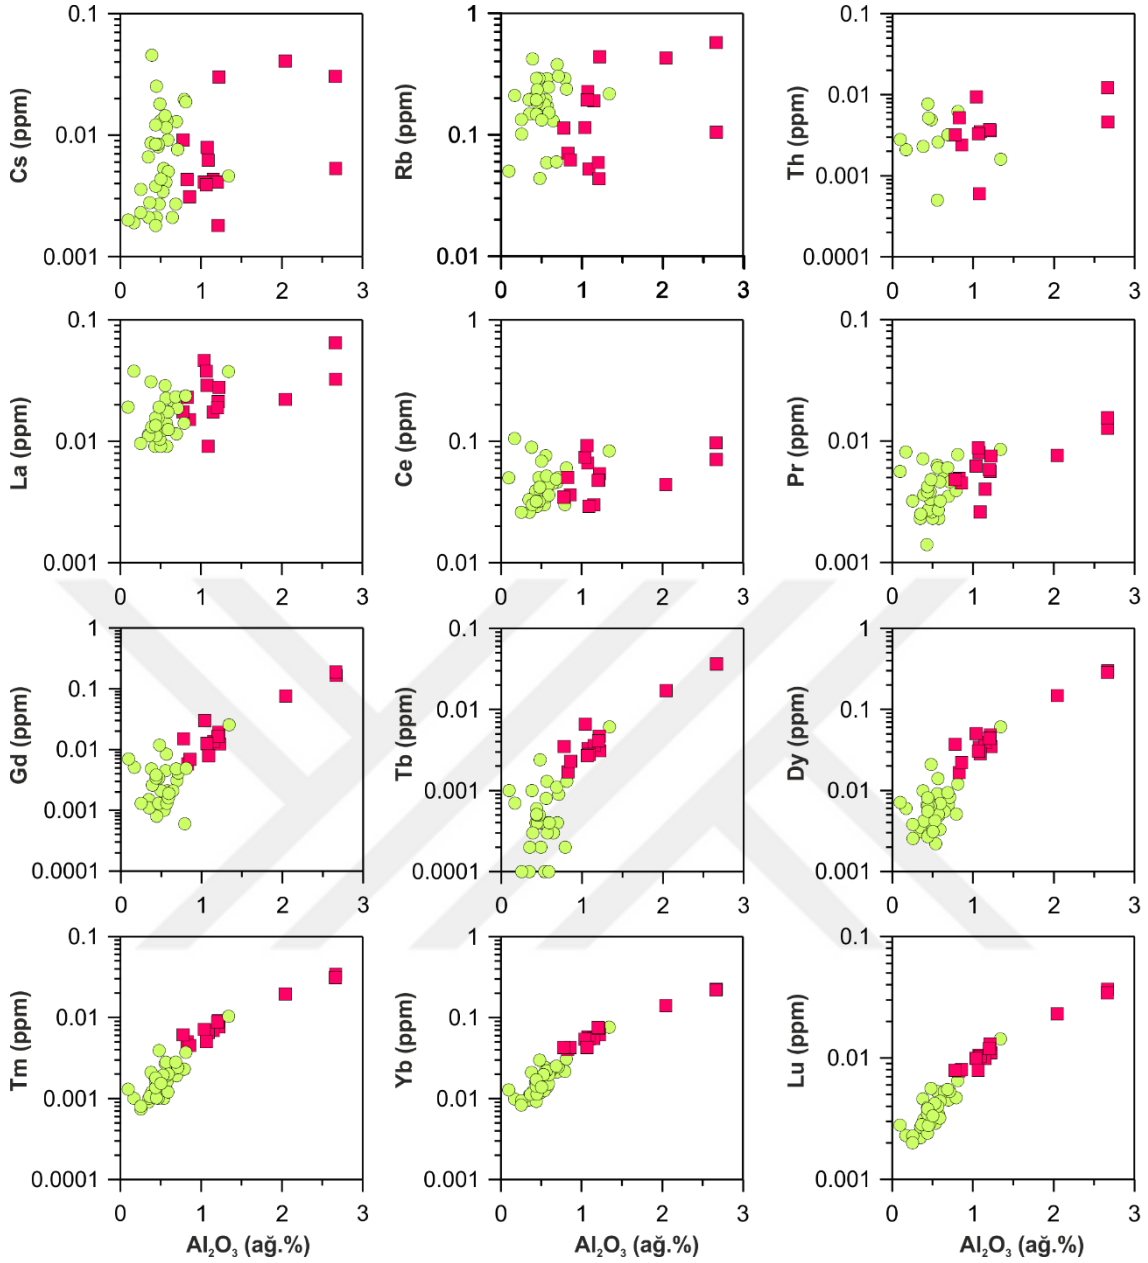 0.1 0.01 0.001
Cs (ppm)
0 1 2 3
1 0.1 0.01
Rb (ppm)
0 1 2 3
0.1 0.01 0.001 0.0001
Th (ppm)
0 1 2 3
0.1 0.01 0.001
La (ppm)
0 1 2 3
1 0.1 0.01
Ce (ppm)
0 1 2 3
0.1 0.01 0.001
Pr (ppm)
0 1 2 3
1 0.1 0.01 0.001 0.0001
Gd (ppm)
0 1 2 3
0.1 0.01 0.001 0.0001
Tb (ppm)
0 1 2 3
1 0.1 0.01 0.001
Dy (ppm)
0 1 2 3
0.1 0.01 0.001 0.0001
Tm (ppm)
0 1 2 3
Al₂O₃ (ağ.%)
1 0.1 0.01 0.001
Yb (ppm)
0 1 2 3
Al₂O₃ (ağ.%)
0.1 0.01 0.001
Lu (ppm)
0 1 2 3
Al₂O₃ (ağ.%)